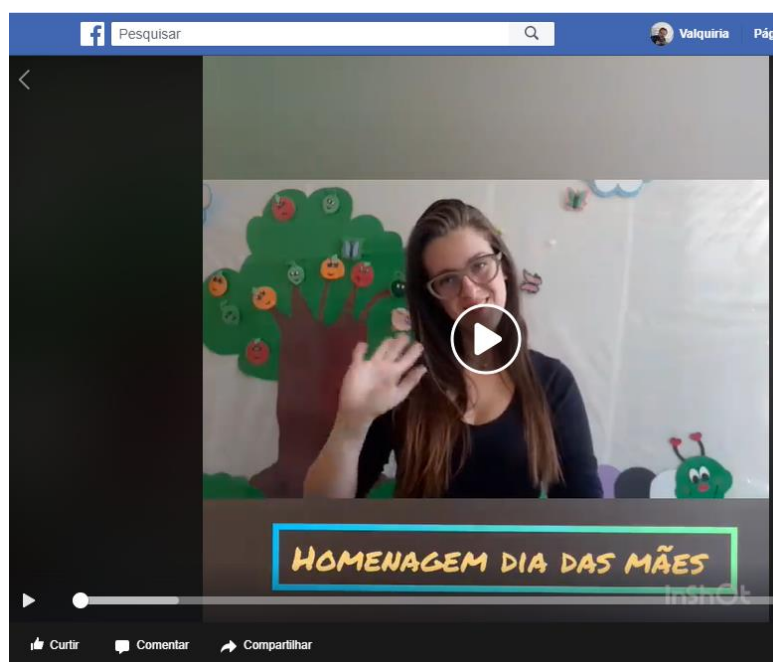 f Pesquisar Valquiria Pág
HOMENAGEM DIA DAS MÃES
InShOt
Curtir Comentar Compartilhar